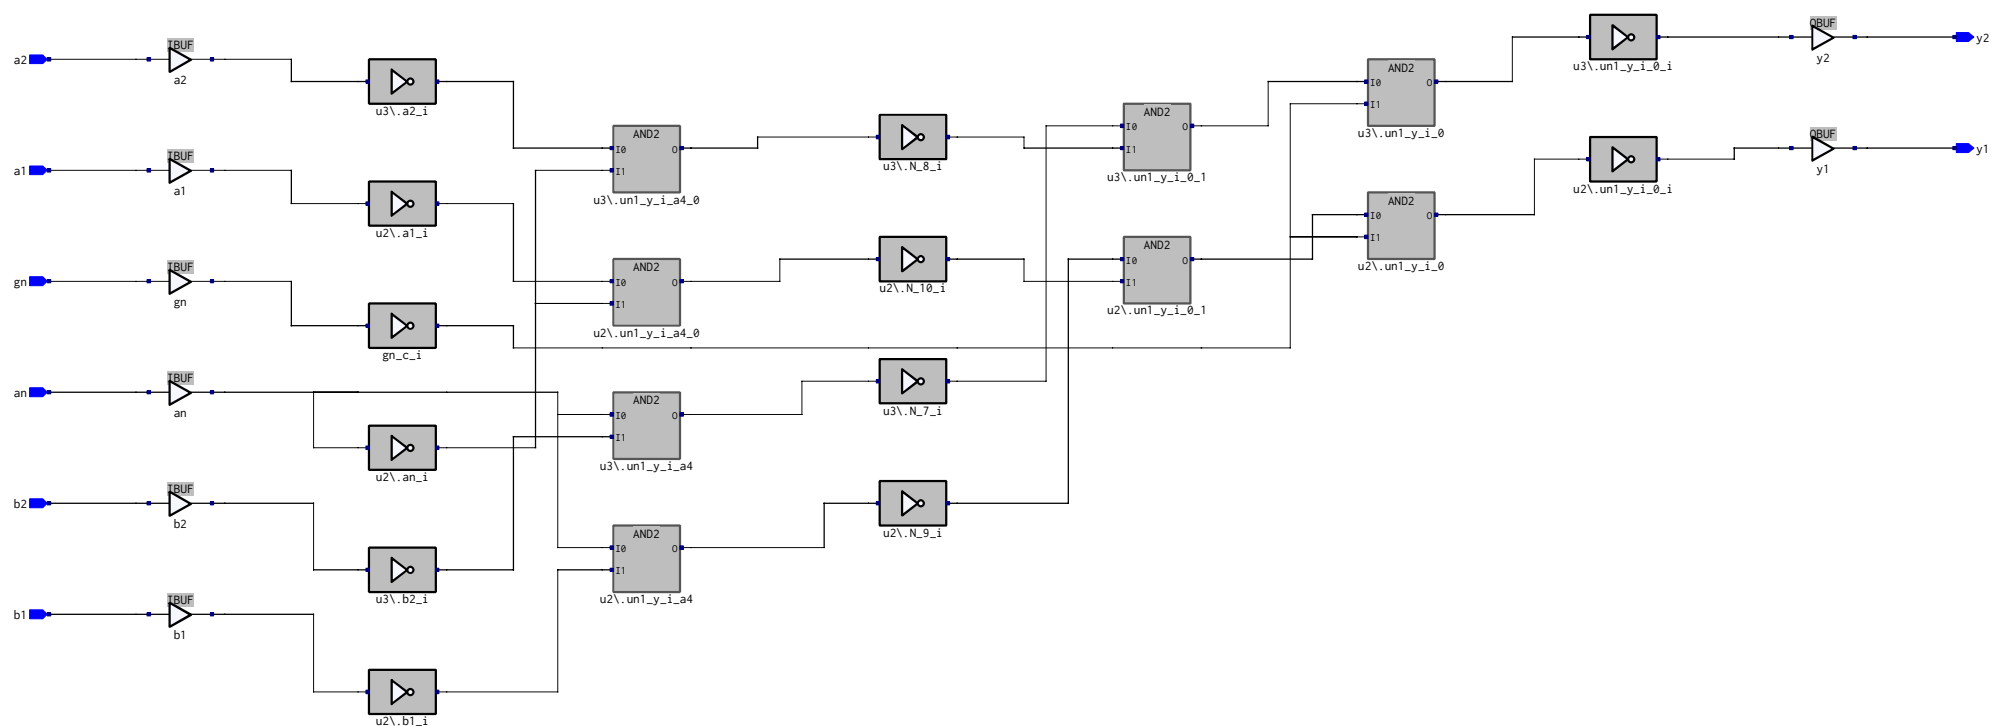 a2
IBUF
a2
u3\.a2_i
a1
IBUF
a1
u2\.a1_i
gn
IBUF
gn
gn_c_i
an
IBUF
an
u2\.an_i
b2
IBUF
b2
u3\.b2_i
b1
IBUF
b1
u2\.b1_i
AND2
I0 O
I1
u3\.un1_y_i_a4_0
AND2
I0 O
I1
u2\.un1_y_i_a4_0
AND2
I0 O
I1
u3\.un1_y_i_a4
AND2
I0 O
I1
u2\.un1_y_i_a4
u3\.N_8_i
u2\.N_10_i
u3\.N_7_i
u2\.N_9_i
AND2
I0 O
I1
u3\.un1_y_i_0_1
AND2
I0 O
I1
u2\.un1_y_i_0_1
AND2
I0 O
I1
u3\.un1_y_i_0
AND2
I0 O
I1
u2\.un1_y_i_0
u3\.un1_y_i_0_i
u2\.un1_y_i_0_i
OBUF
y2
y2
OBUF
y1
y1